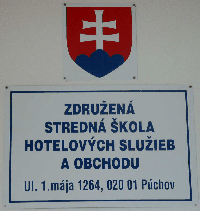 ZDRUŽENÁ
STREDNÁ ŠKOLA
HOTELOVÝCH SLUŽIEB
A OBCHODU
Ul. 1.mája 1264, 020 01 Púchov